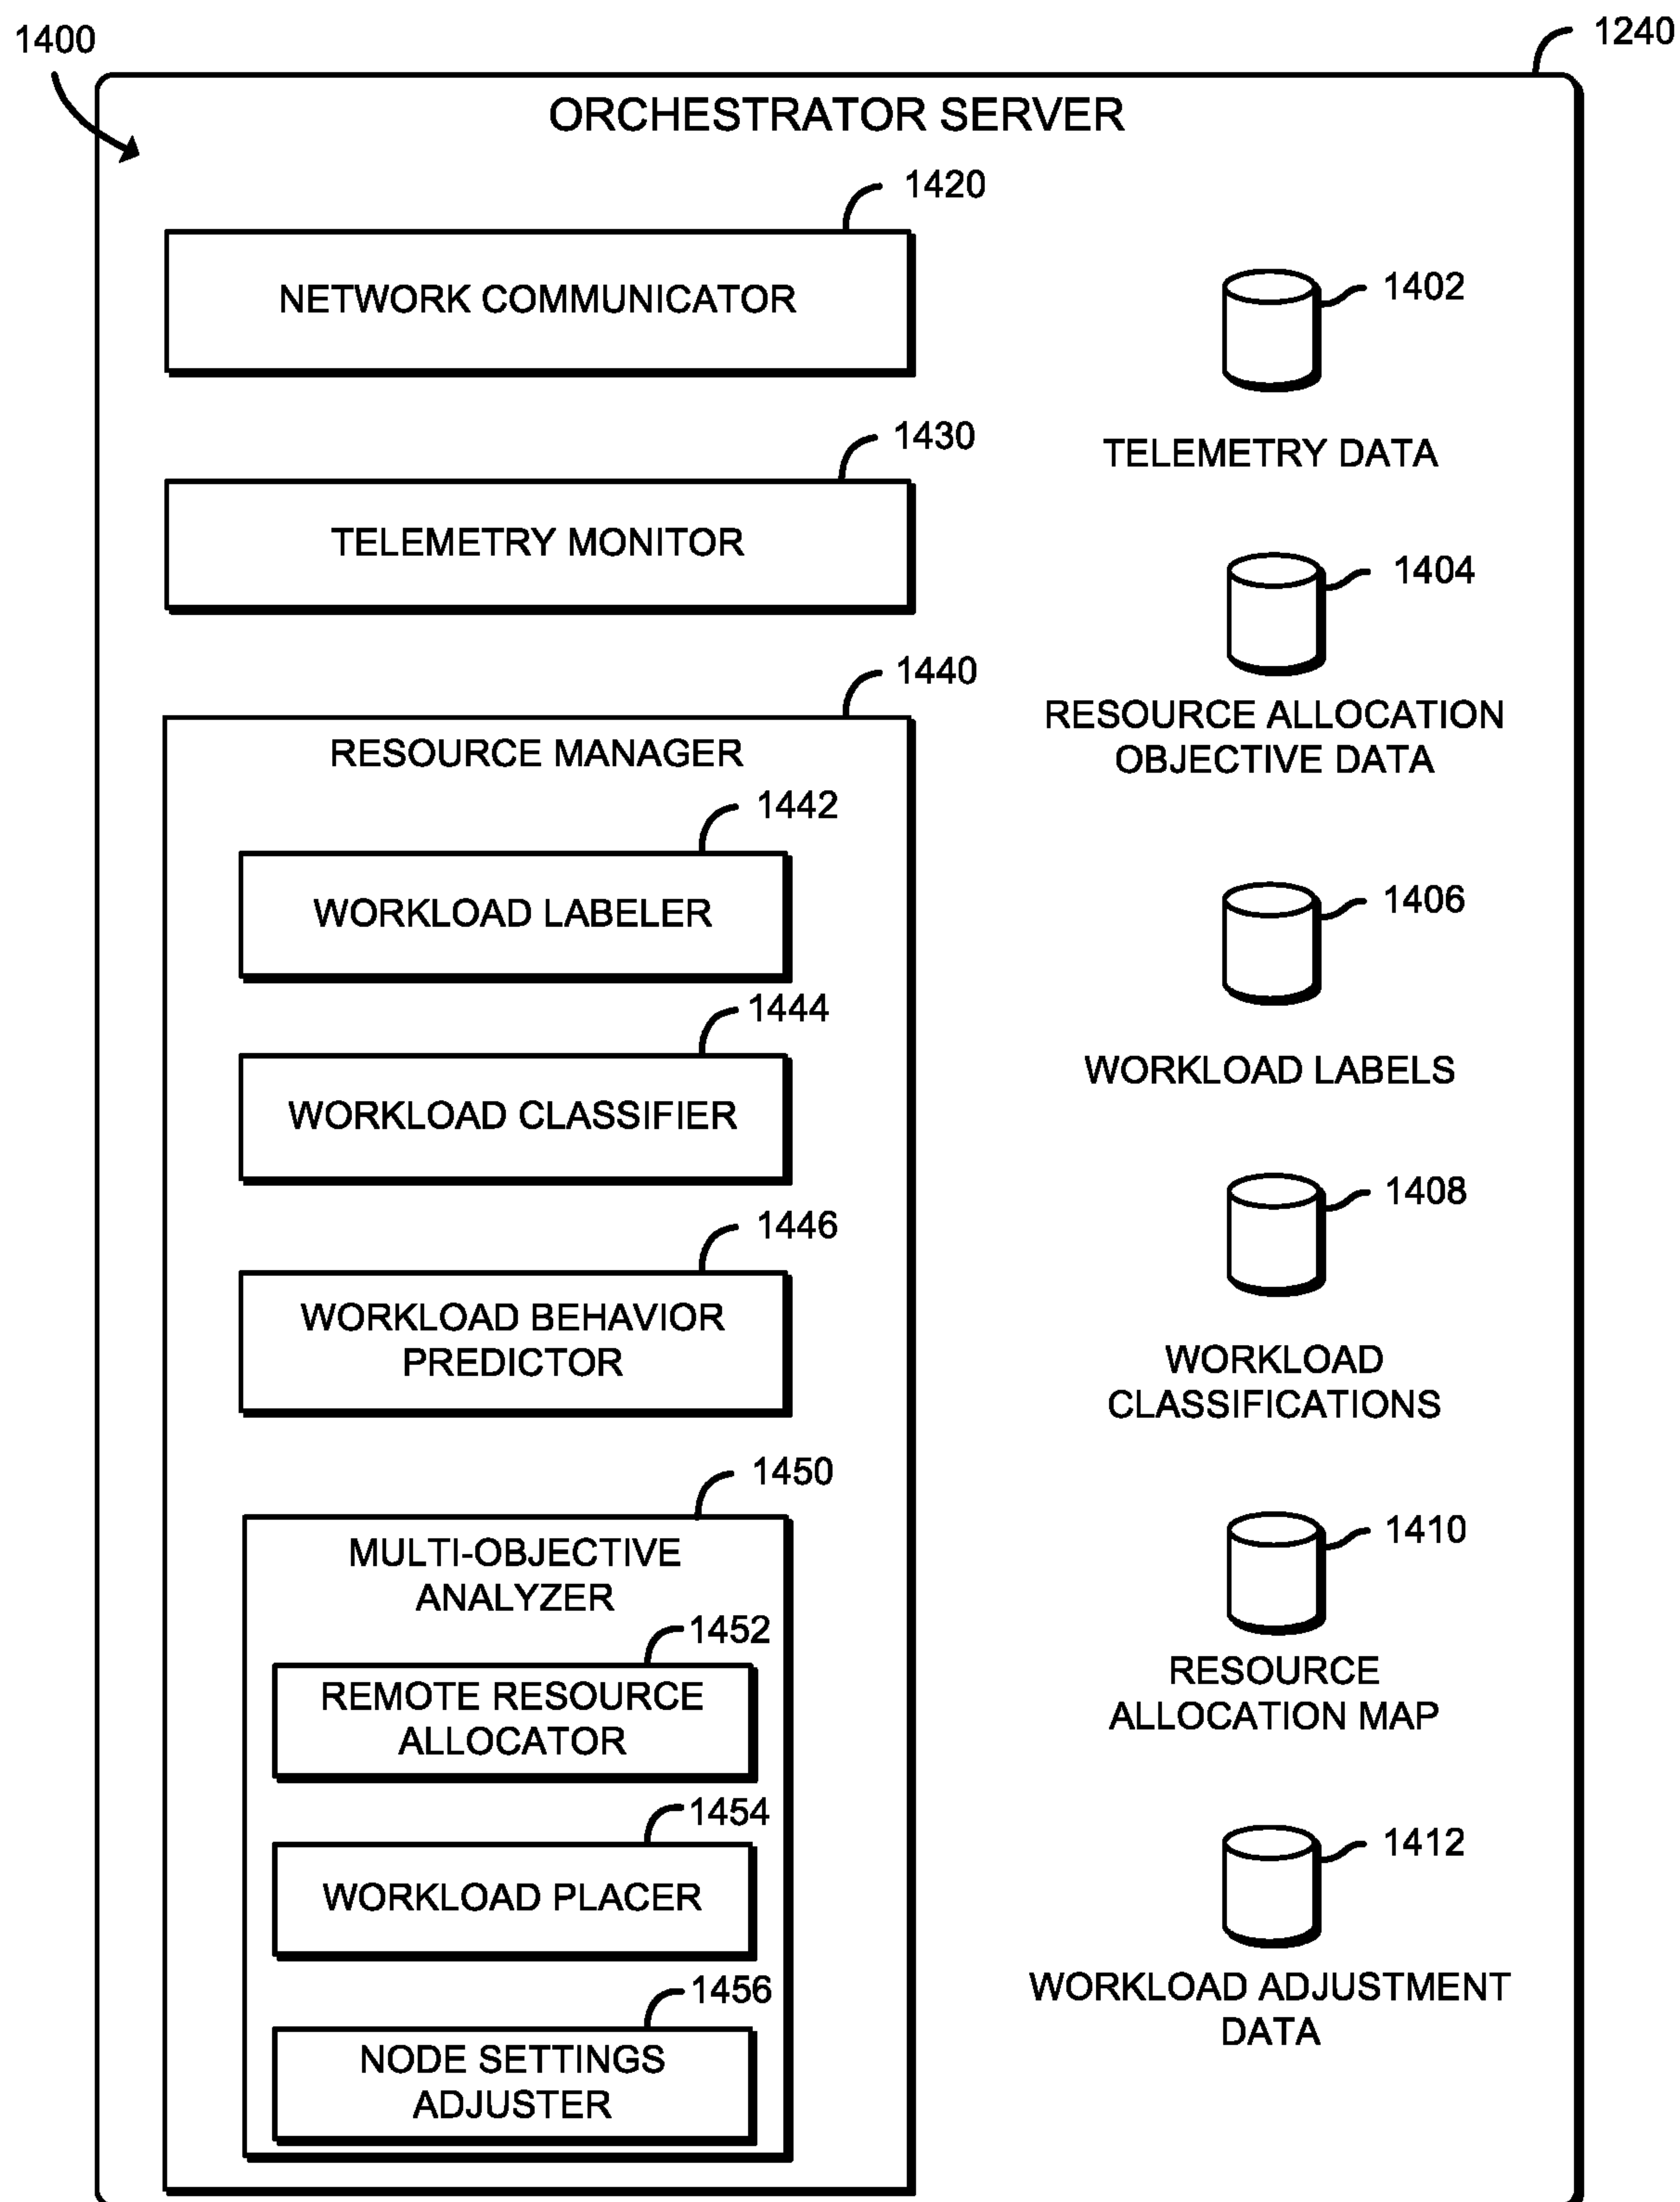 1400
1240
ORCHESTRATOR SERVER
1420
NETWORK COMMUNICATOR
1430
TELEMETRY MONITOR
1440
RESOURCE MANAGER
1442
WORKLOAD LABELER
1444
WORKLOAD CLASSIFIER
1446
WORKLOAD BEHAVIOR
PREDICTOR
1450
MULTI-OBJECTIVE
ANALYZER
1452
REMOTE RESOURCE
ALLOCATOR
1454
WORKLOAD PLACER
1456
NODE SETTINGS
ADJUSTER
1402
TELEMETRY DATA
1404
RESOURCE ALLOCATION
OBJECTIVE DATA
1406
WORKLOAD LABELS
1408
WORKLOAD
CLASSIFICATIONS
1410
RESOURCE
ALLOCATION MAP
1412
WORKLOAD ADJUSTMENT
DATA